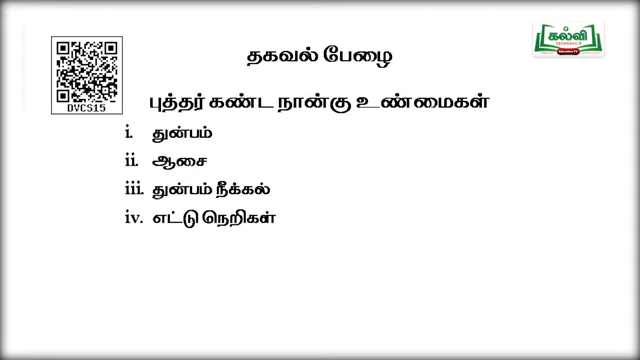 தகவல் பேழை
கல்வி
DVCS15
புத்தர் கண்ட நான்கு உண்மைகள்
i. துன்பம்
ii. ஆசை
iii. துன்பம் நீக்கல்
iv. எட்டு நெறிகள்